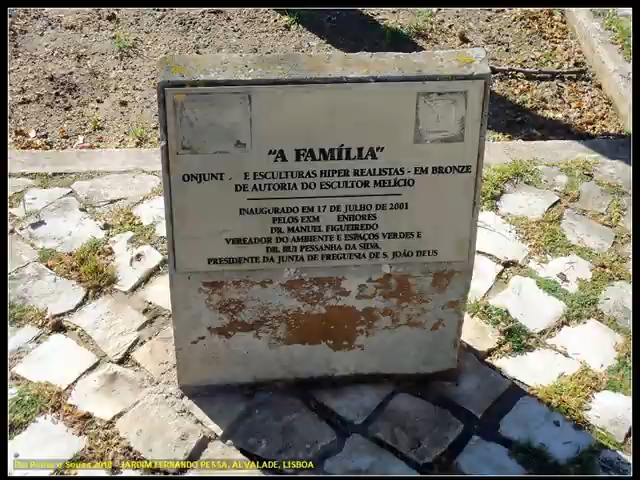 "A FAMÍLIA"
ONJUNT . E ESCULTURAS HIPER REALISTAS - EM BRONZE
DE AUTORIA DO ESCULTOR MELÍCIO
INAUGURADO EM 17 DE JULHO DE 2001
PELOS EXM ENHORES
DR. MANUEL FIGUEIREDO
VEREADOR DO AMBIENTE E ESPAÇOS VERDES E
DR. RUI PESSANHA DA SILVA,
PRESIDENTE DA JUNTA DE FREGUESIA DE S. JOÃO DEUS
JARDIM FERNANDO PESSA, ALVALADE, LISBOA